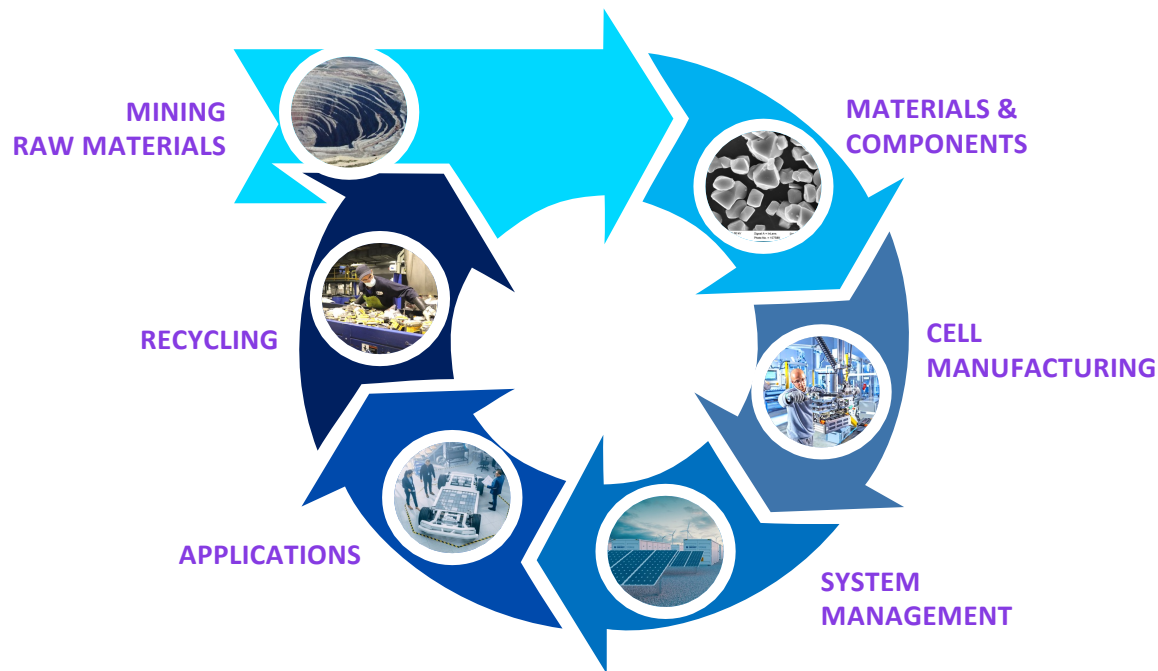 MINING
RAW MATERIALS
MATERIALS &
COMPONENTS
CELL
MANUFACTURING
SYSTEM
MANAGEMENT
APPLICATIONS
RECYCLING